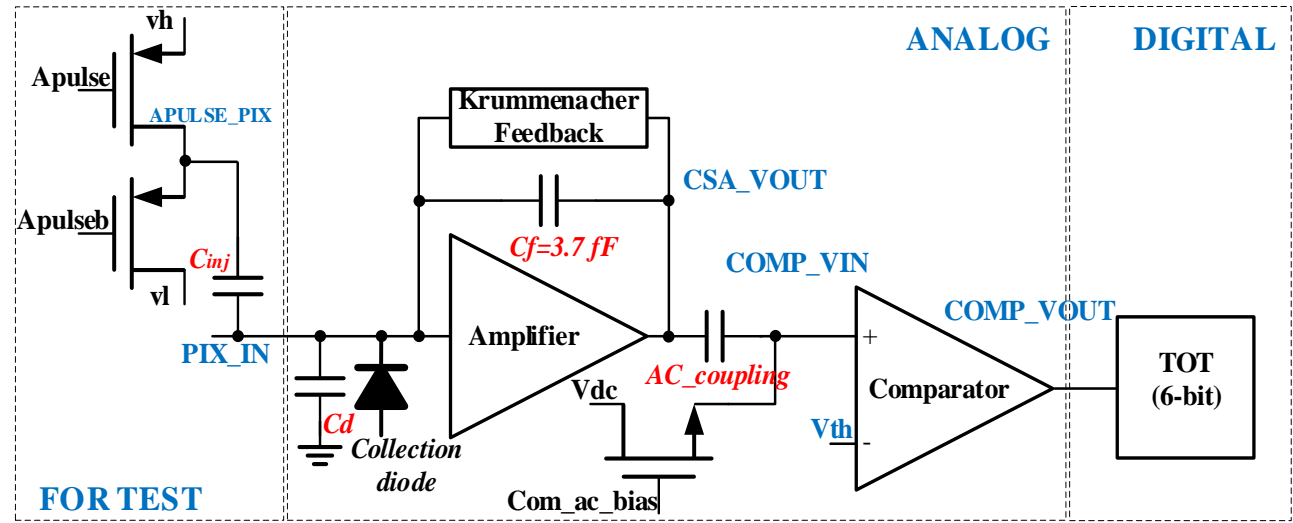 vh
ANALOG
DIGITAL
Apulse
APULSE_PIX
Krummenacher
Feedback
CSA_VOUT
Apulseb
Cinj
Cf=3.7 fF
COMP_VIN
vl
COMP_VOUT
PIX_IN
Amplifier
+
TOT
(6-bit)
AC_coupling
Vdc
Comparator
Cd
Vth
-
Collection
diode
Com_ac_bias
FOR TEST